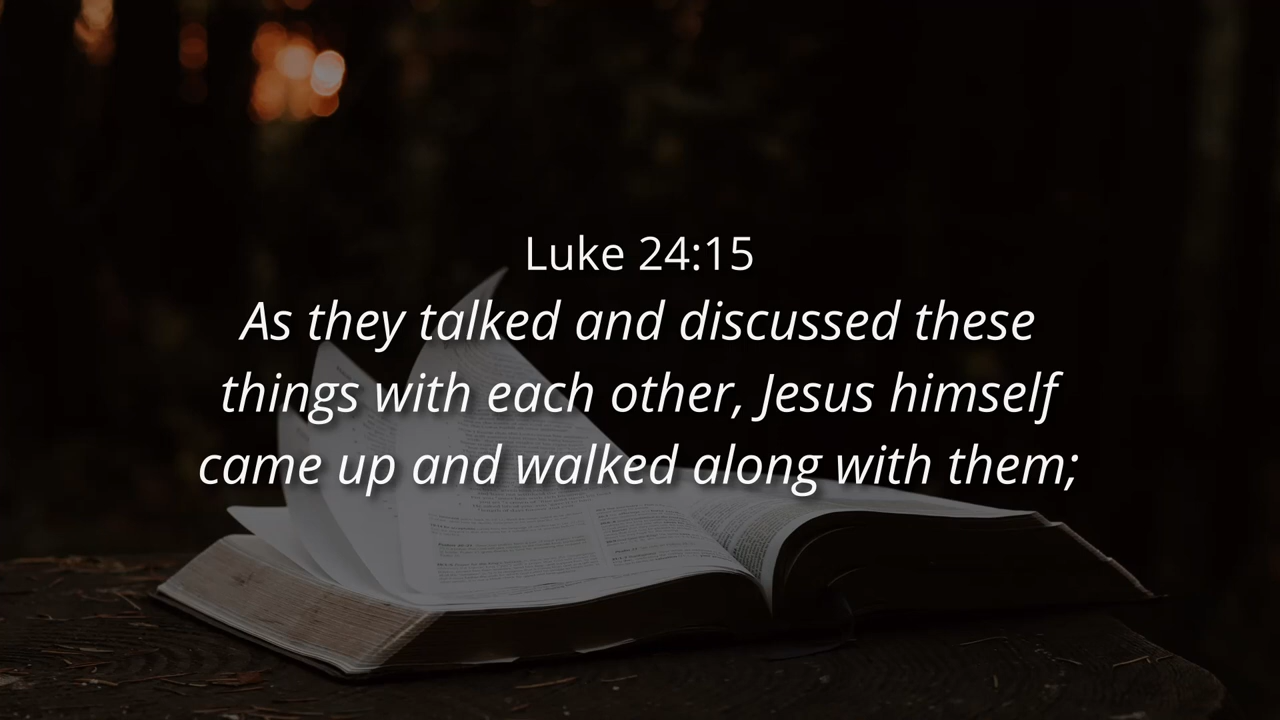 Luke 24:15
As they talked and discussed these
things with each other, Jesus himself
came up and walked along with them;